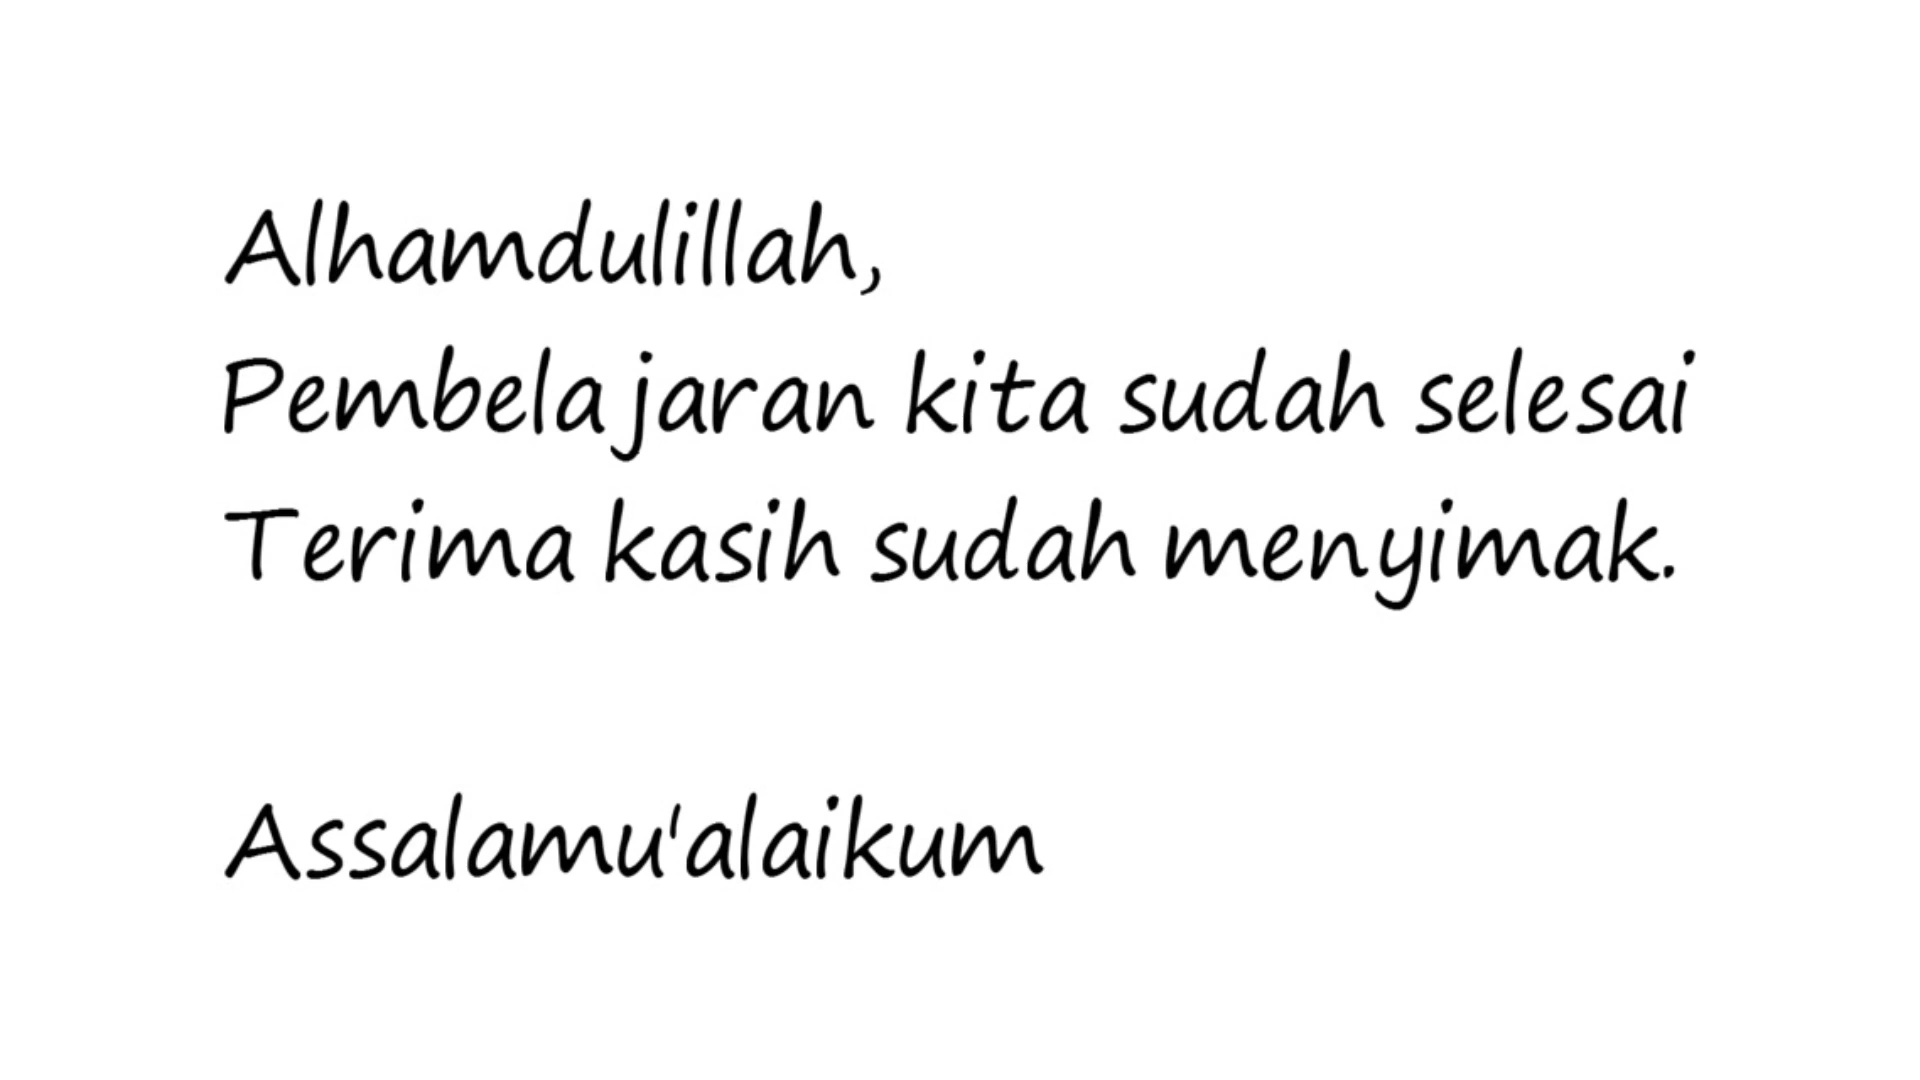 Alhamdulillah,
Pembelajaran kita sudah selesai
Terima kasih sudah menyimak.
Assalamu'alaikum